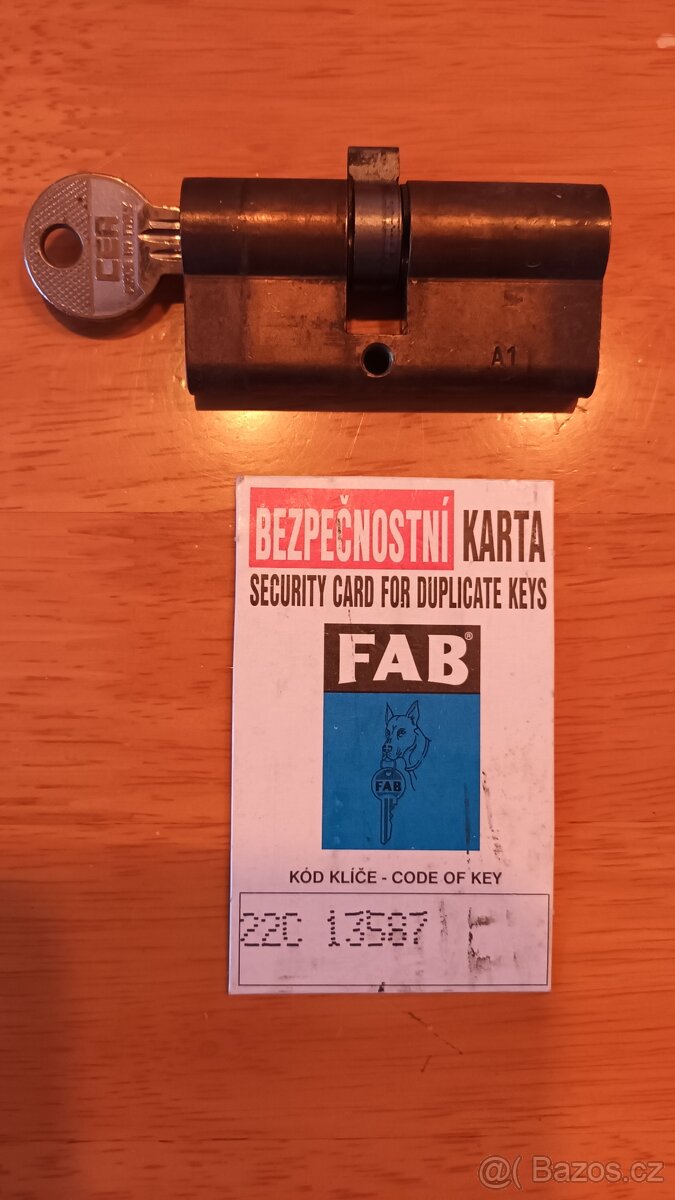 CFA
A1
BEZPEČNOSTNÍ KARTA
SECURITY CARD FOR DUPLICATE KEYS
FAB®
FAB
KÓD KLÍČE - CODE OF KEY
22C 13587 E
@( Bazos.cz